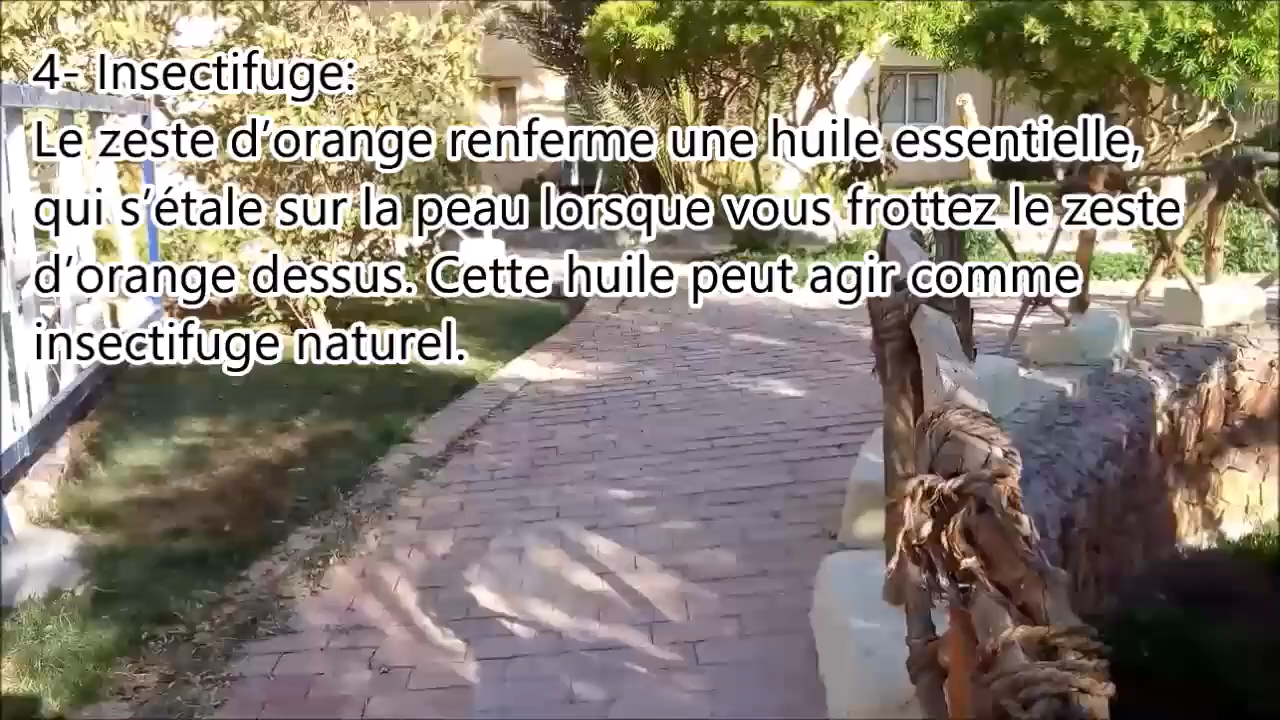 4- Insectifuge:
Le zeste d’orange renferme une huile essentielle,
qui s’étale sur la peau lorsque vous frottez le zeste
d’orange dessus. Cette huile peut agir comme
insectifuge naturel.